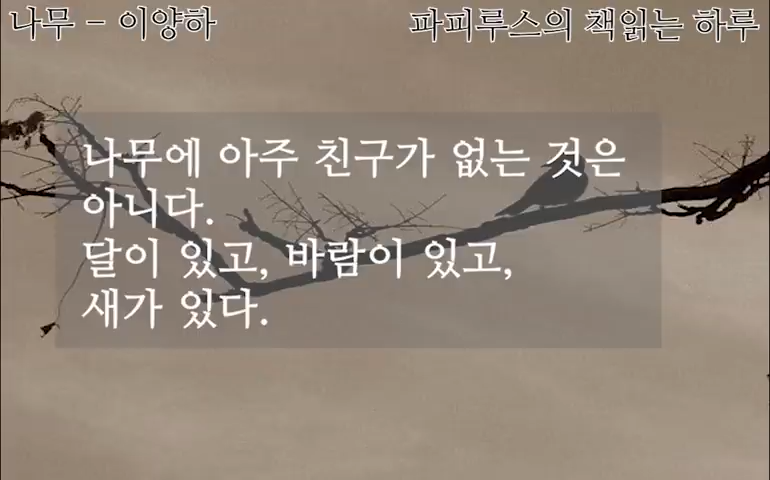 나무 - 이양하
파피루스의 책읽는 하루
나무에 아주 친구가 없는 것은
아니다.
달이 있고, 바람이 있고,
새가 있다.